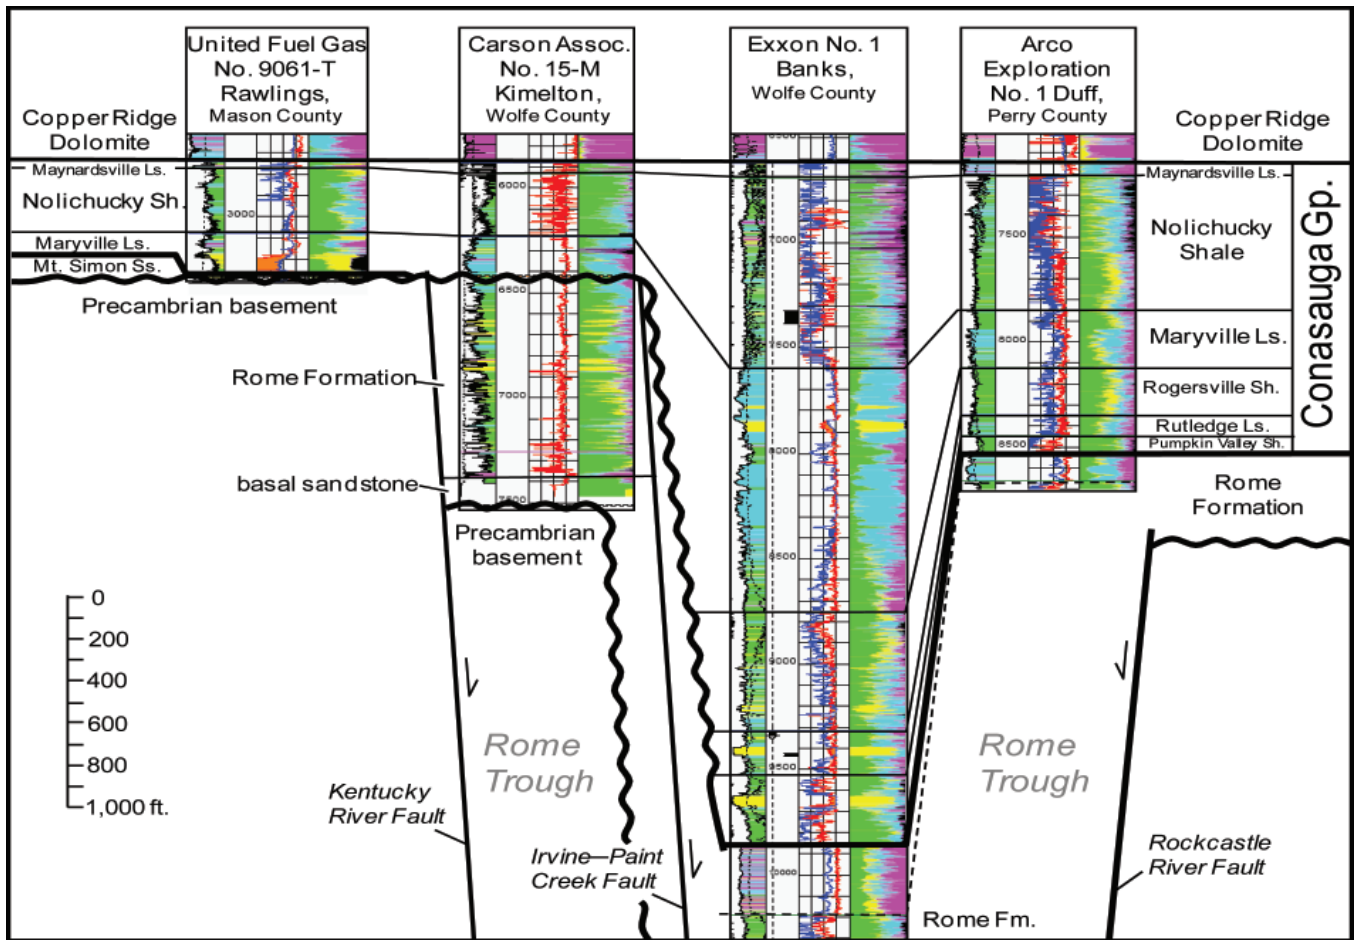 United Fuel Gas
No. 9061-T
Rawlings,
Mason County
Carson Assoc.
No. 15-M
Kimelton,
Wolfe County
Exxon No. 1
Banks,
Wolfe County
Arco
Exploration
No. 1 Duff,
Perry County
Copper Ridge
Dolomite
Maynardsville Ls.
Nolichucky Sh.
Maryville Ls.
Mt. Simon Ss.
Precambrian basement
3000
6000
6500
7000
7000
7500
8000
8500
9000
9500
10000
7500
8000
8500
Copper Ridge
Dolomite
Maynardsville Ls.
Nolichucky
Shale
Maryville Ls.
Rogersville Sh.
Rutledge Ls.
Pumpkin Valley Sh.
Conasauga Gp.
Rome
Formation
Rome Formation
basal sandstone
Precambrian
basement
0
200
400
600
800
1,000 ft.
Rome
Trough
Rome
Trough
Kentucky
River Fault
Irvine—Paint
Creek Fault
Rockcastle
River Fault
Rome Fm.